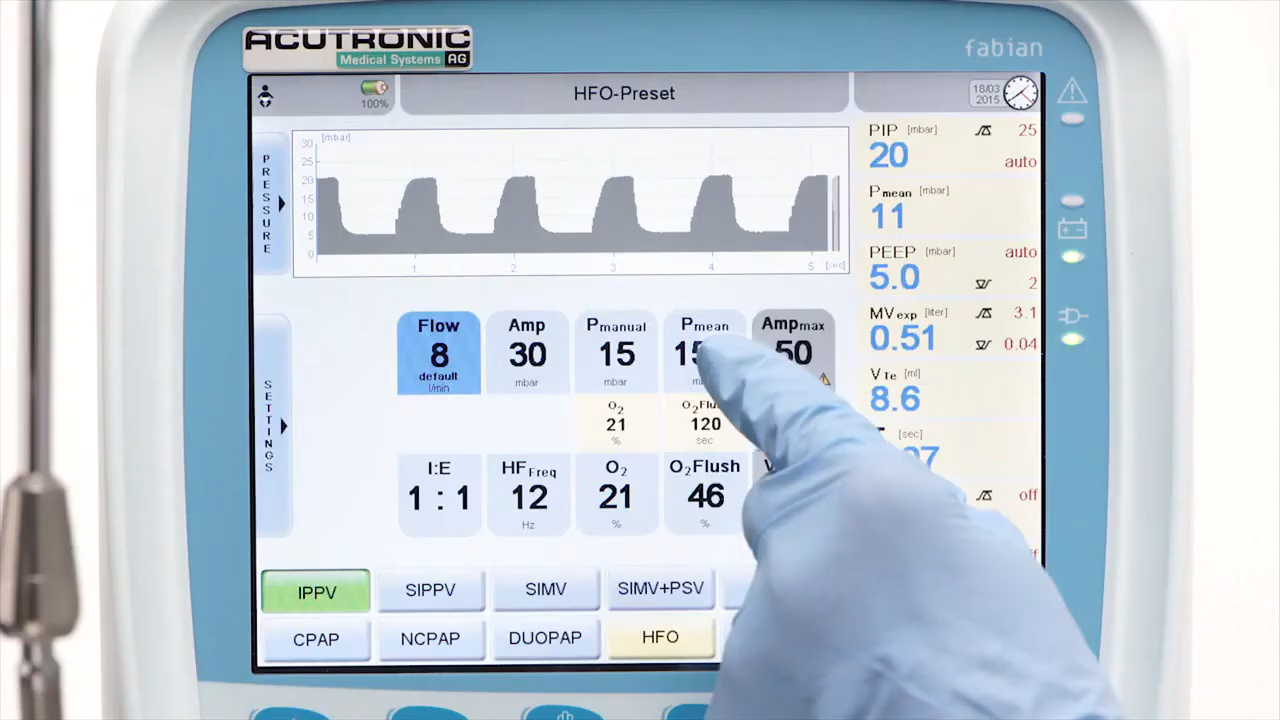 ACUTRONIC
Medical Systems AG
fabian
100%
HFO-Preset
18/03
2015
PRESSURE
[mbar]
30
25
20
15
10
5
0
1
2
3
4
5
[sec]
PIP [mbar] 25
20 auto
Pmean [mbar]
11
PEEP [mbar] auto
5.0 2
MVexp [liter] 3.1
0.51 0.04
VTe [ml]
8.6
[sec]
off
SETTINGS
Flow
8
default
l/min
Amp
30
mbar
Pmanual
15
mbar
Pmean
Ampmax
50
O2
21
%
120
sec
I:E
1 : 1
HFFreq
12
Hz
O2
21
%
O2Flush
46
%
IPPV
SIPPV
SIMV
SIMV+PSV
CPAP
NCPAP
DUOPAP
HFO